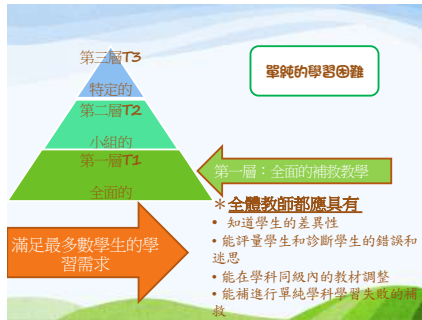 第三層T3
特定的
第二層T2
小组的
第一層T1
全面的
單純的學習困難
第一層：全面的補救教學
滿足最多數學生的學
習需求
＊全體教師都應具有
• 知道學生的差異性
• 能評量學生和診斷學生的錯誤和
迷思
• 能在學科同級內的教材調整
• 能補進行單純學科學習失敗的補
救